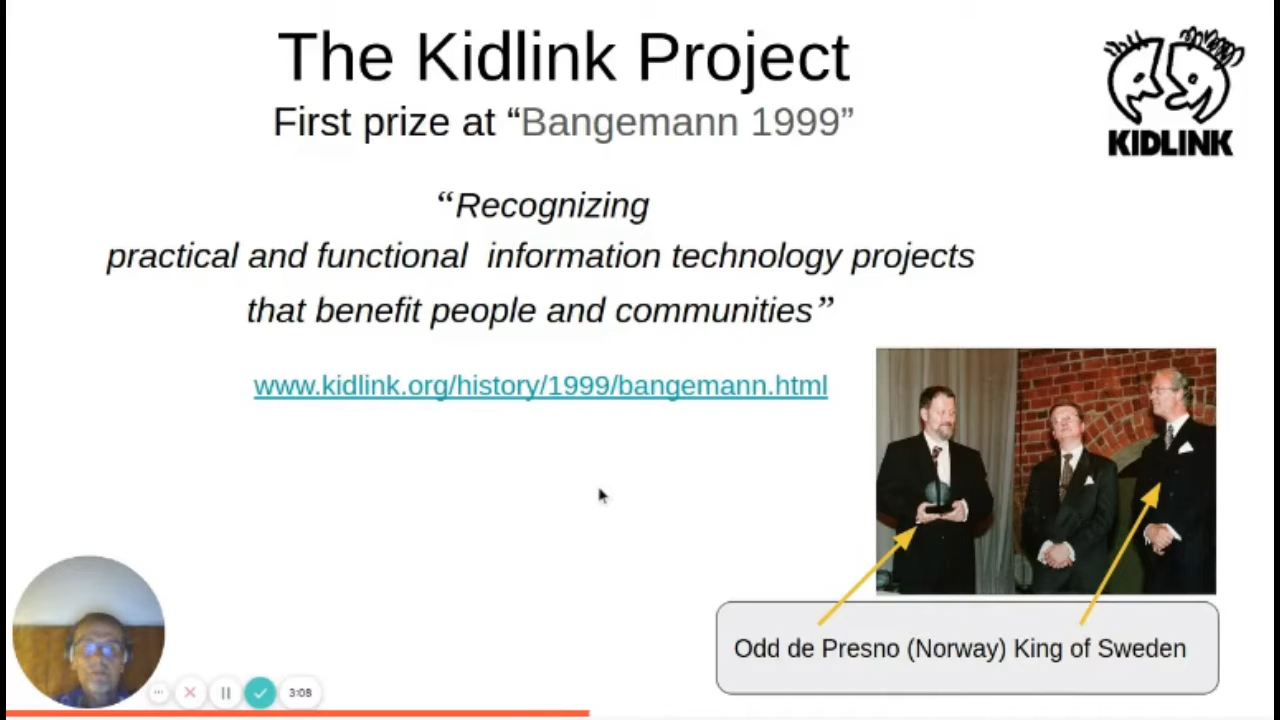 The Kidlink Project
First prize at “Bangemann 1999”
KIDLINK
“Recognizing
practical and functional  information technology projects
that benefit people and communities”
www.kidlink.org/history/1999/bangemann.html
Odd de Presno (Norway) King of Sweden
3:08